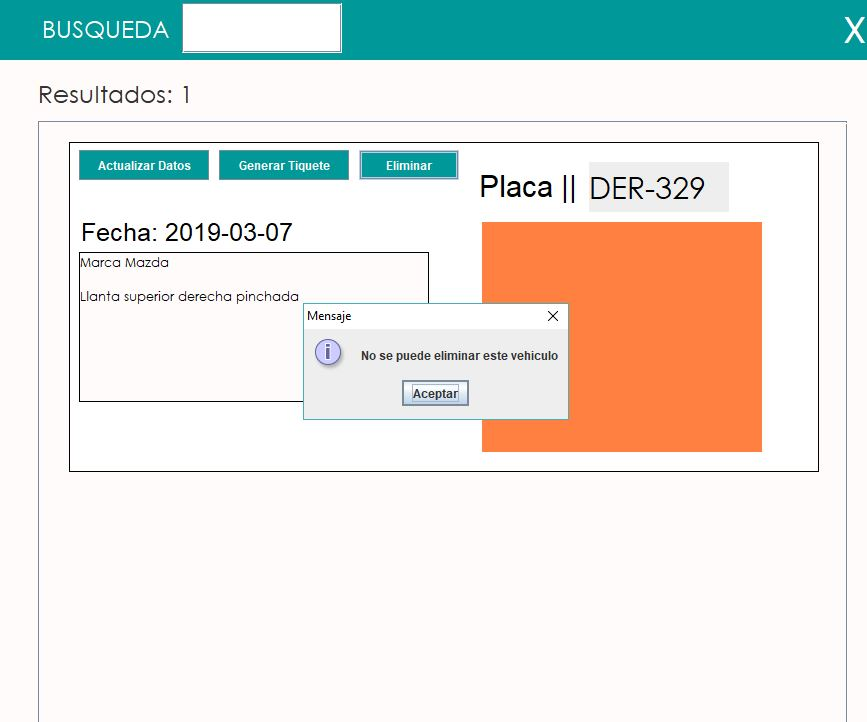 BUSQUEDA
X
Resultados: 1
Actualizar Datos
Generar Tiquete
Eliminar
Placa || DER-329
Fecha: 2019-03-07
Marca Mazda
Llanta superior derecha pinchada
Mensaje
No se puede eliminar este vehiculo
Aceptar